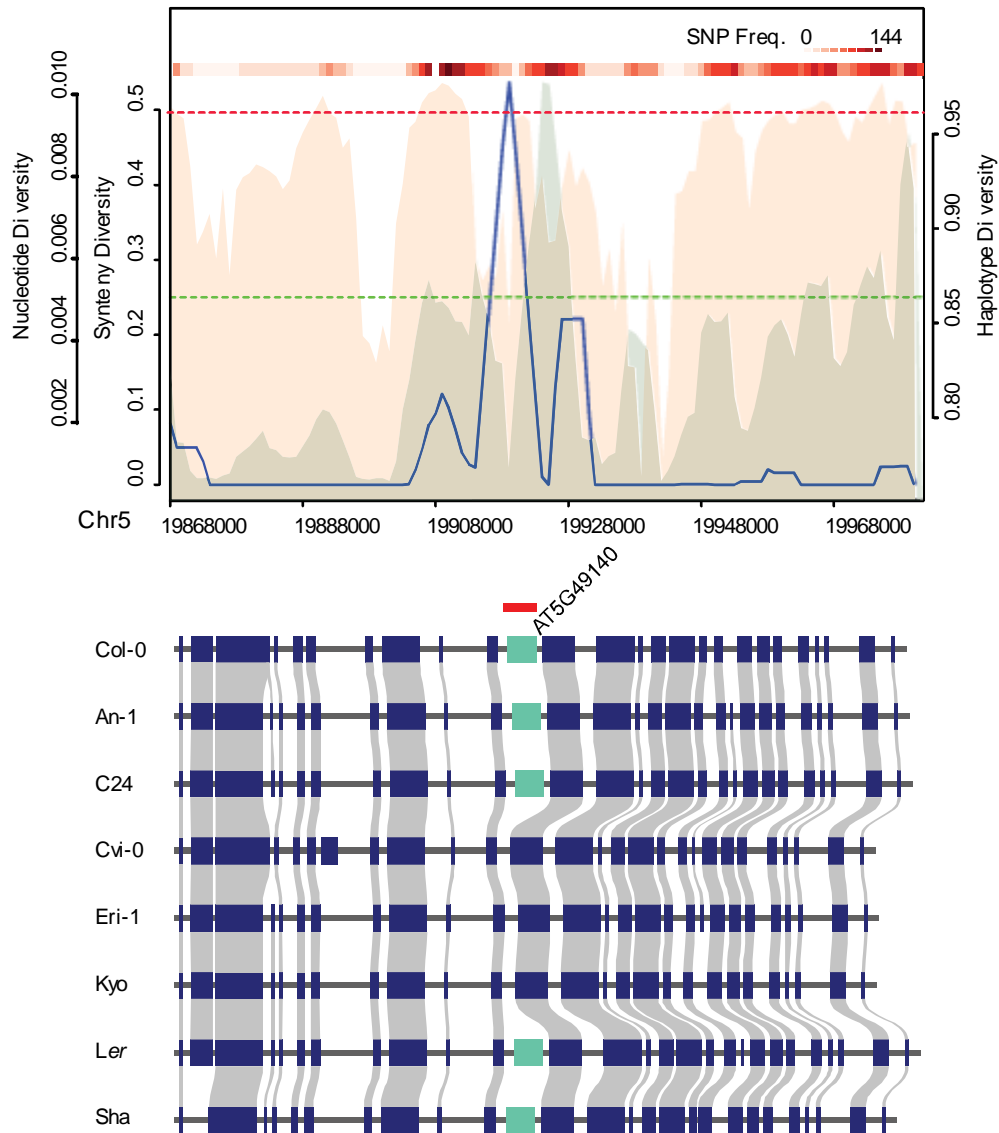 SNP Freq. 0 144
Nucleotide Di versity
0.002 0.004 0.006 0.008 0.010
Synteny Diversity
0.0 0.1 0.2 0.3 0.4 0.5
0.80 0.85 0.90 0.95
Haplotype Di versity
Chr5
19868000 19888000 19908000 19928000 19948000 19968000
AT5G49140
Col-0
An-1
C24
Cvi-0
Eri-1
Kyo
Ler
Sha